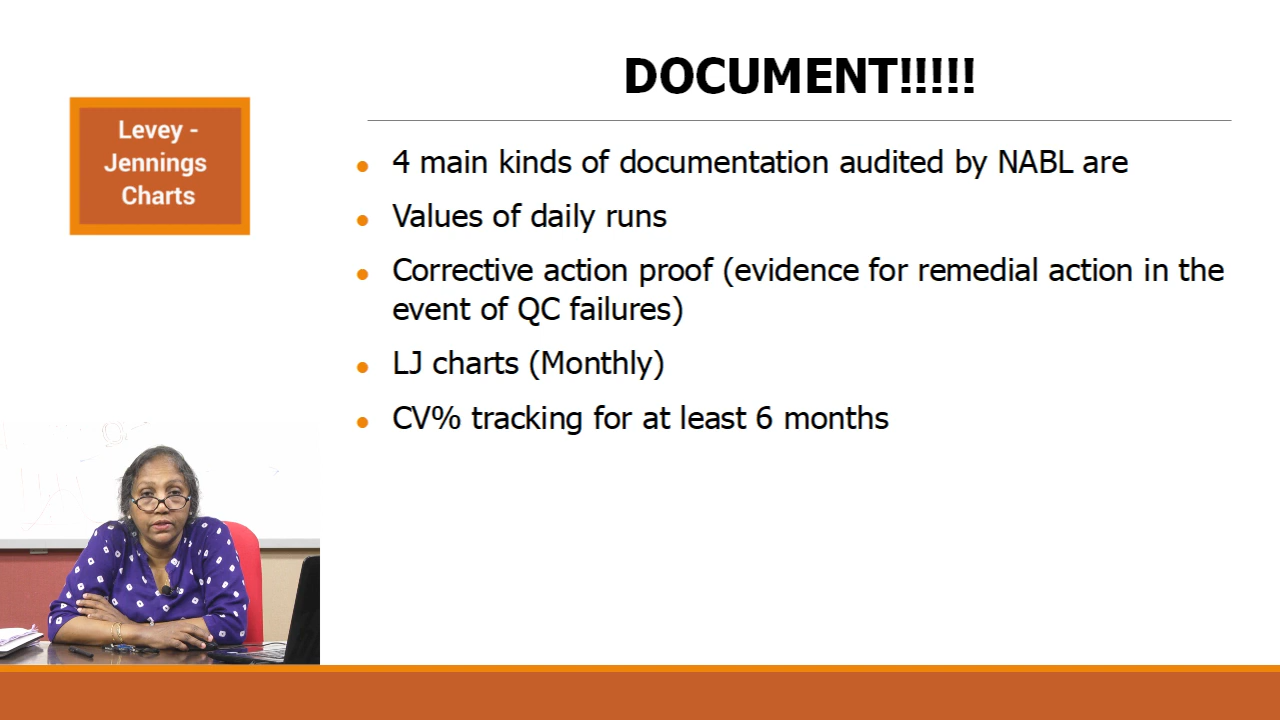 DOCUMENT!!!!!
Levey -
Jennings
Charts
4 main kinds of documentation audited by NABL are
Values of daily runs
Corrective action proof (evidence for remedial action in the
event of QC failures)
LJ charts (Monthly)
CV% tracking for at least 6 months